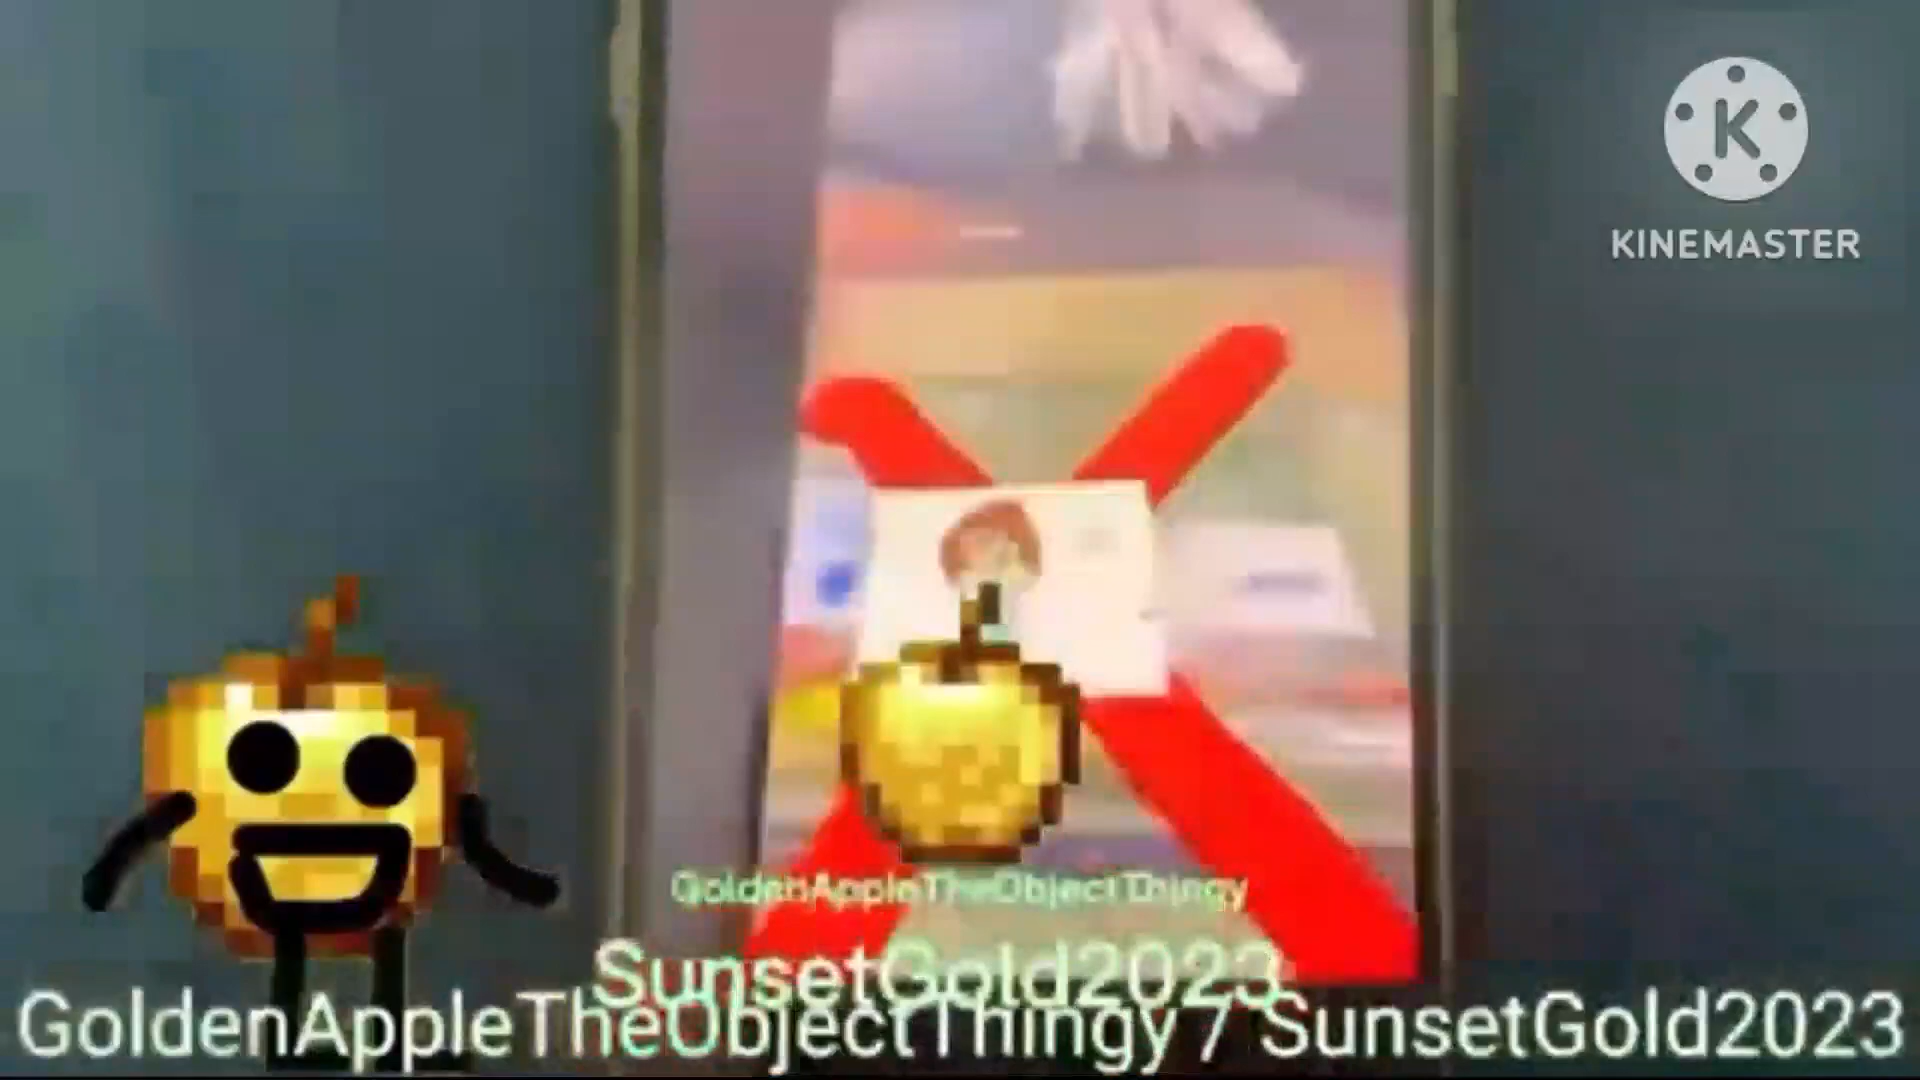 K
KINEMASTER
GoldenAppleTheObjectThingy
SunsetGold2023
GoldenAppleTheObjectThingy / SunsetGold2023